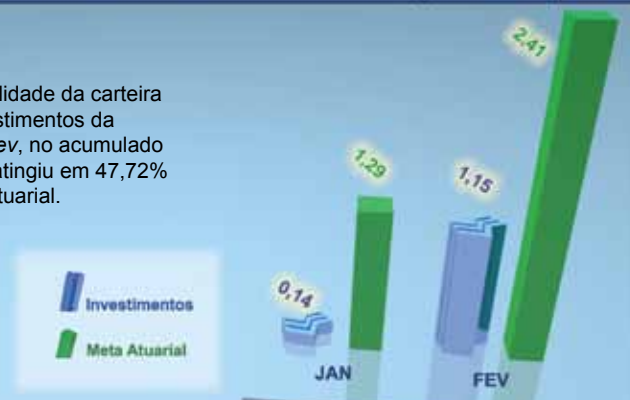 lidade da carteira
stimentos da
ev, no acumulado
atingiu em 47,72%
tuarial.
2,41
1,29
1,15
0,14
Investimentos
Meta Atuarial
JAN
FEV